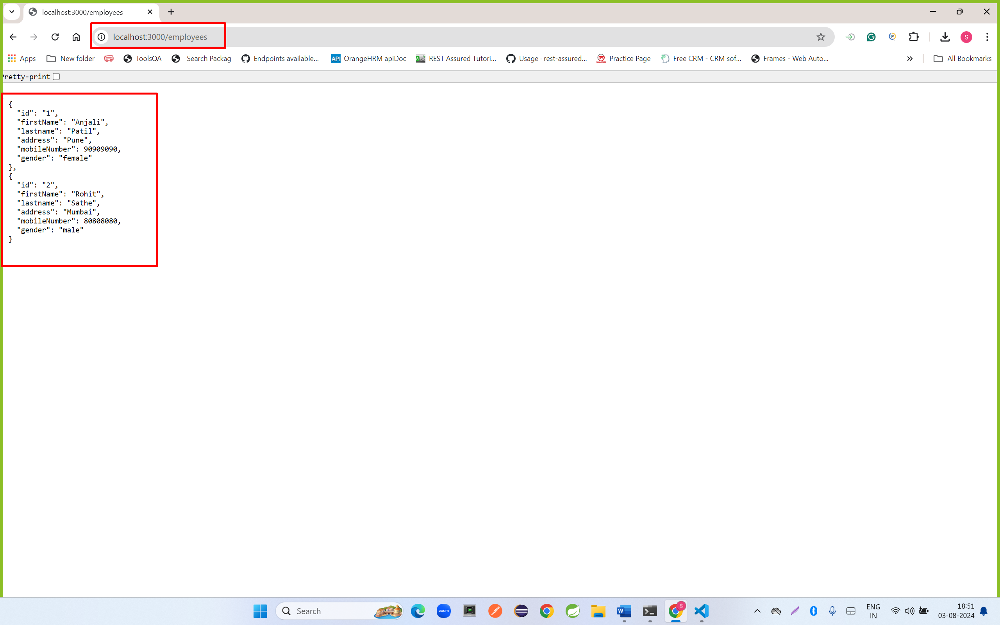 localhost:3000/employees
localhost:3000/employees
S
Apps New folder ToolsQA _Search Packag Endpoints available... API OrangeHRM apiDoc REST Assured Tutori... Usage · rest-assured... Practice Page Free CRM - CRM sof... Frames - Web Auto... » All Bookmarks
Pretty-print
{
"id": "1",
"firstName": "Anjali",
"lastname": "Patil",
"address": "Pune",
"mobileNumber": 90909090,
"gender": "female"
},
{
"id": "2",
"firstName": "Rohit",
"lastname": "Sathe",
"address": "Mumbai",
"mobileNumber": 80808080,
"gender": "male"
}
Search zoom W S ENG 18:51
IN 03-08-2024